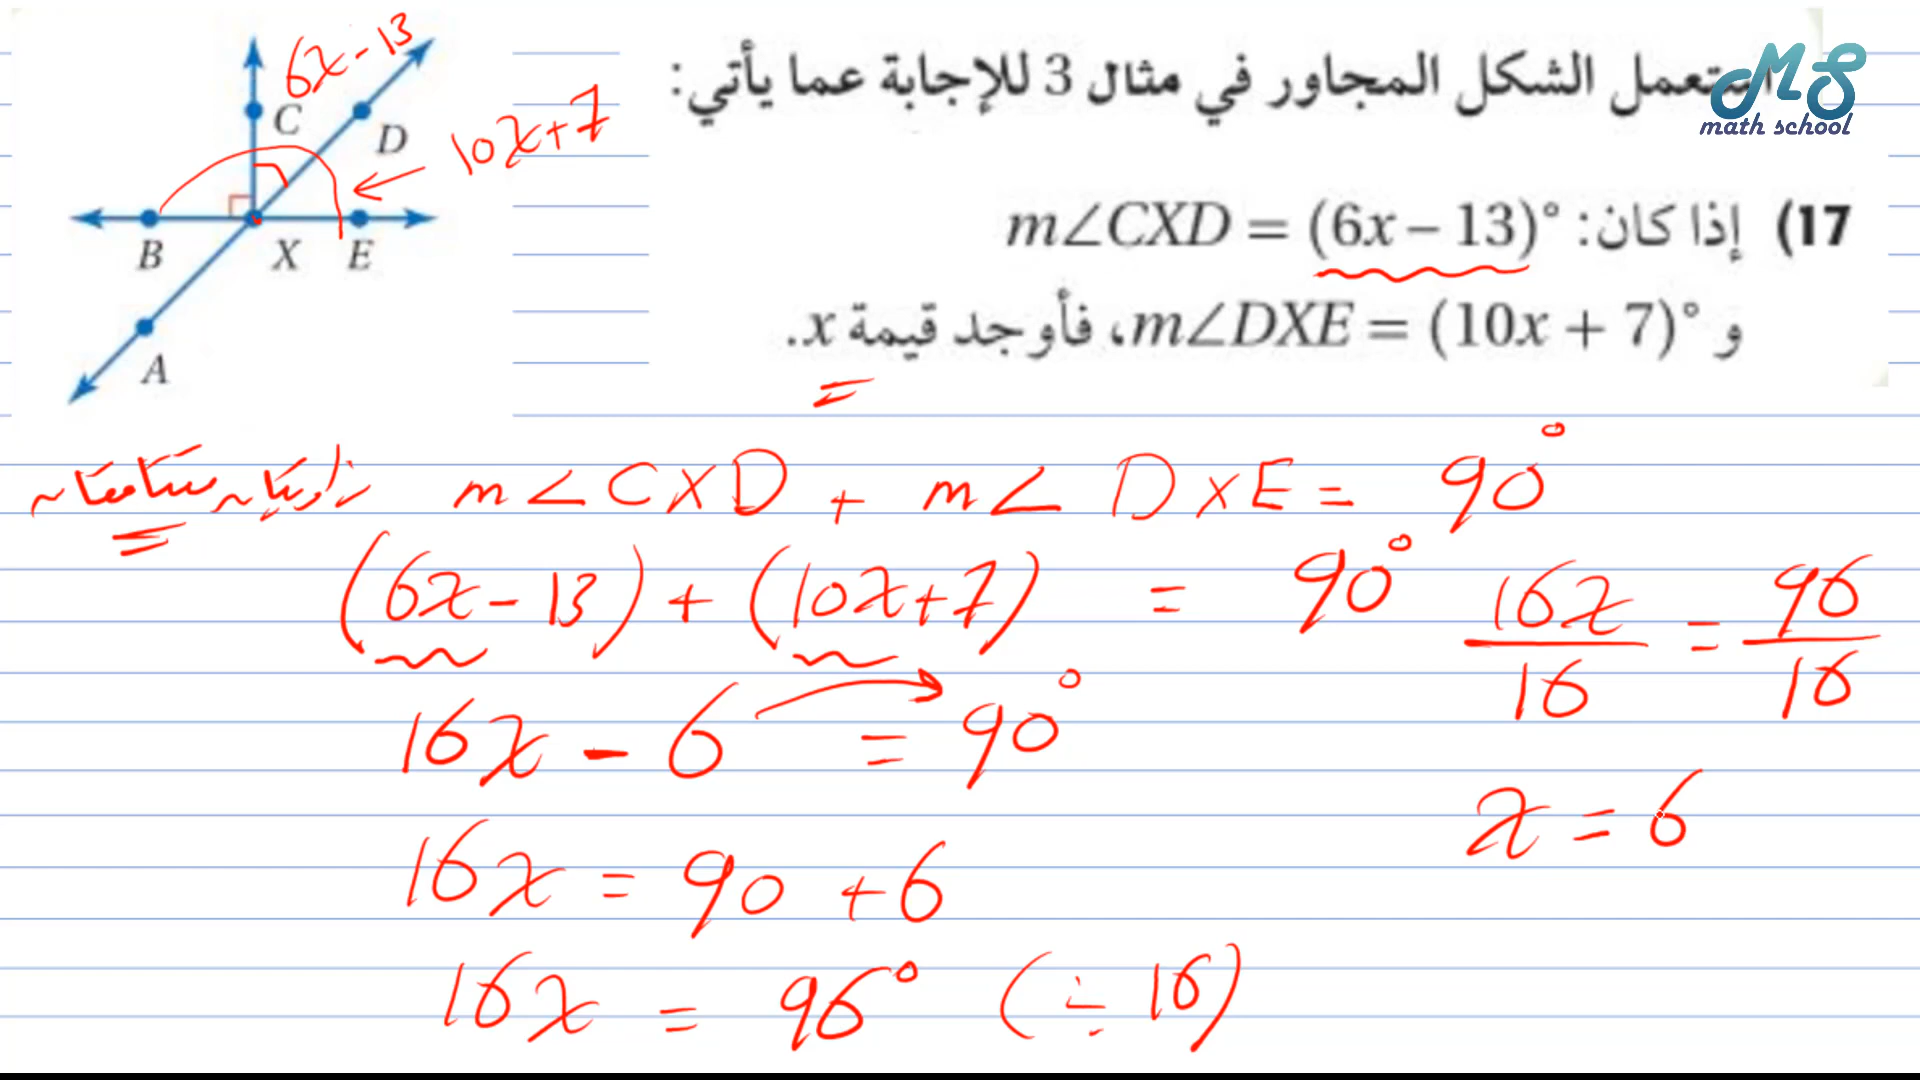 استعمل الشكل المجاور في مثال 3 للإجابة عما يأتي:
MS
math school
17) إذا كان: m∠CXD = (6x – 13)°
و m∠DXE = (10x + 7)°، فأوجد قيمة x.
6x - 13
10x+7
C
D
B X E
A
زاويتان متتامتان m∠CXD + m∠DXE = 90°
(6x-13) + (10x+7) = 90°
16x - 6 = 90°
16x = 90 + 6
16x = 96° (÷ 16)
16x/16 = 96/16
x = 6